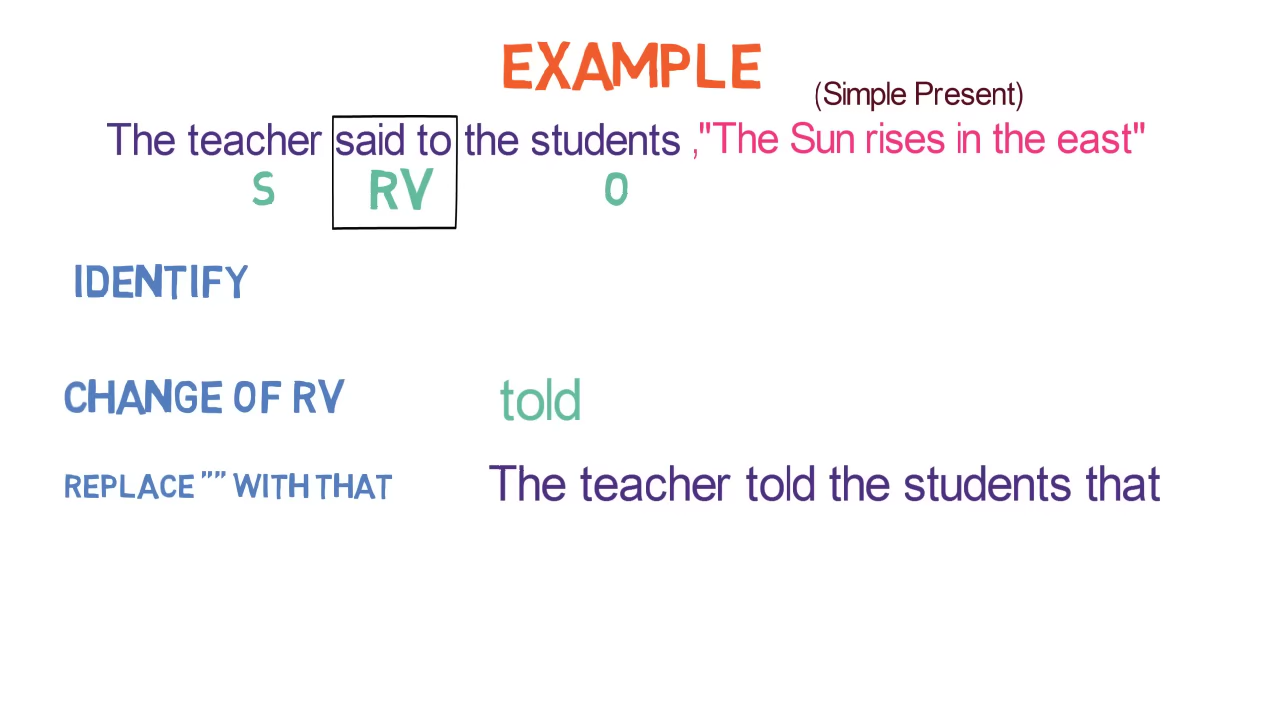 EXAMPLE
(Simple Present)
The teacher said to the students ,"The Sun rises in the east"
S RV O
IDENTIFY
CHANGE OF RV told
REPLACE "" WITH THAT The teacher told the students that